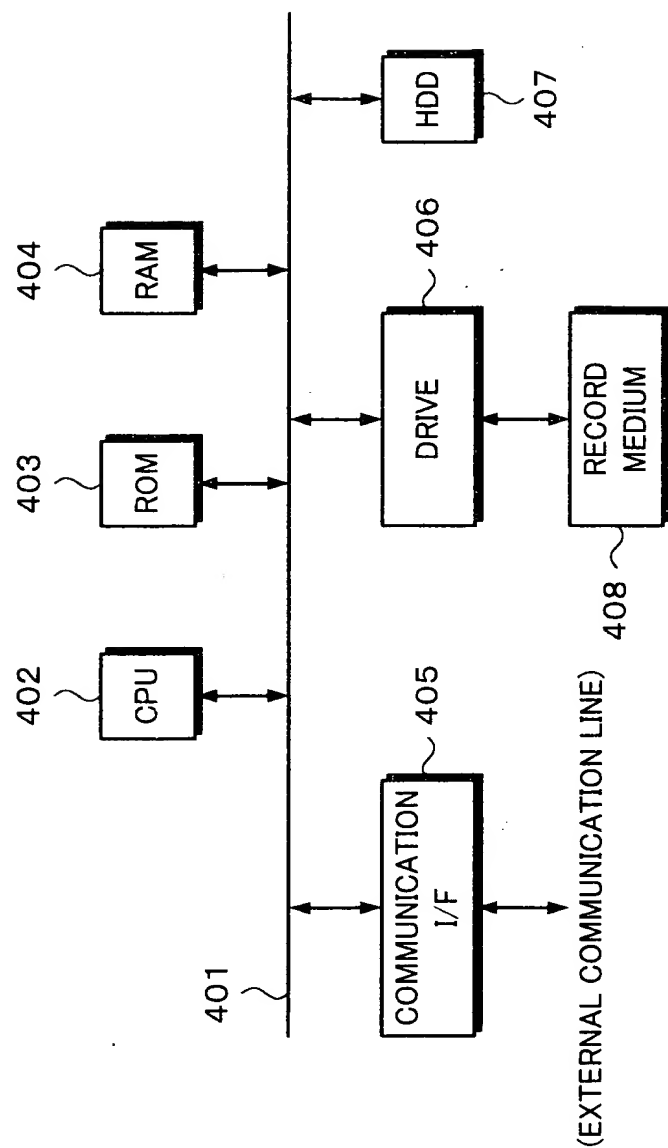 402
CPU
403
ROM
404
RAM
401
COMMUNICATION
I/F
405
DRIVE
406
HDD
407
(EXTERNAL COMMUNICATION LINE)
RECORD
MEDIUM
408